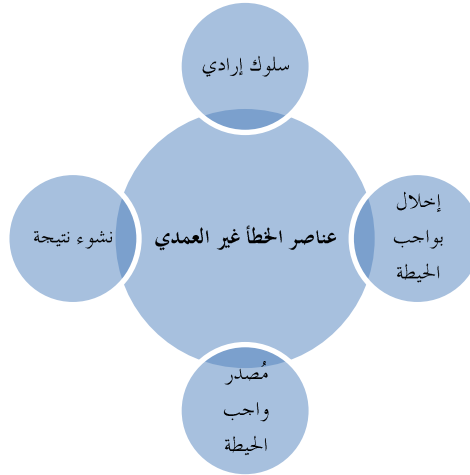 سلوك إرادي
إخلال
بواجب
الحيطة
عناصر الخطأ غير العمدي
نشوء نتيجة
مُصدر
واجب
الحيطة